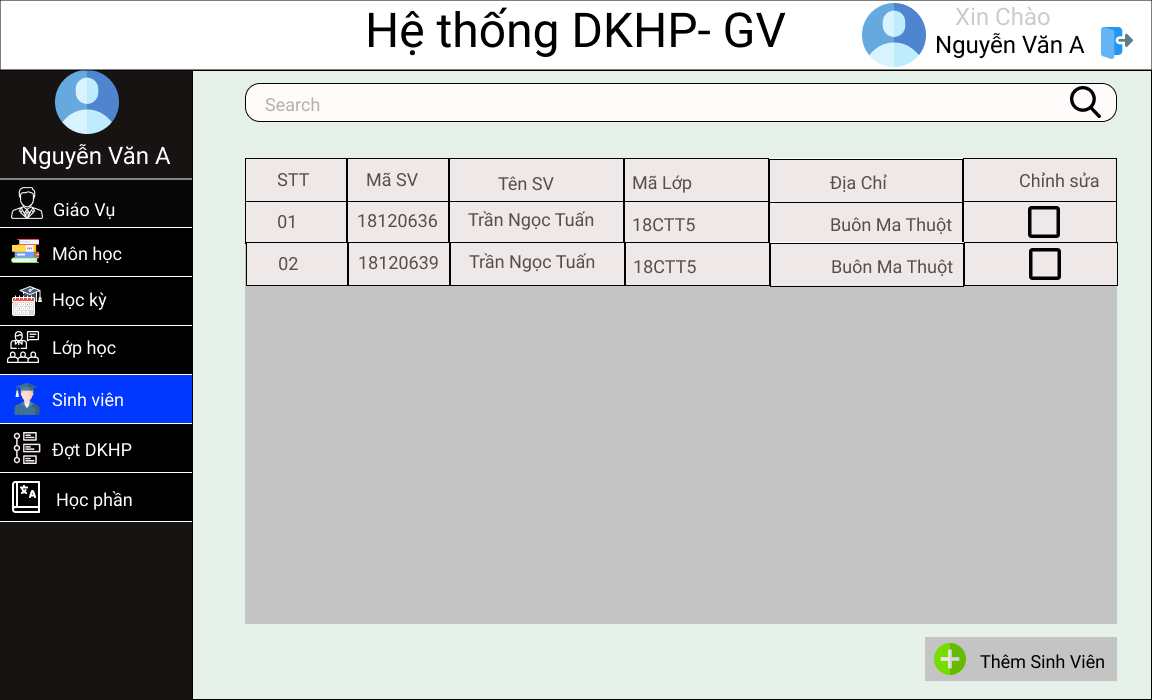 Hệ thống DKHP- GV
Xin Chào
Nguyễn Văn A
Nguyễn Văn A
Giáo Vụ
Môn học
Học kỳ
Lớp học
Sinh viên
Đợt DKHP
Học phần
Search
STT Mã SV Tên SV Mã Lớp Địa Chỉ Chỉnh sửa
01 18120636 Trần Ngọc Tuấn 18CTT5 Buôn Ma Thuột
02 18120639 Trần Ngọc Tuấn 18CTT5 Buôn Ma Thuột
Thêm Sinh Viên